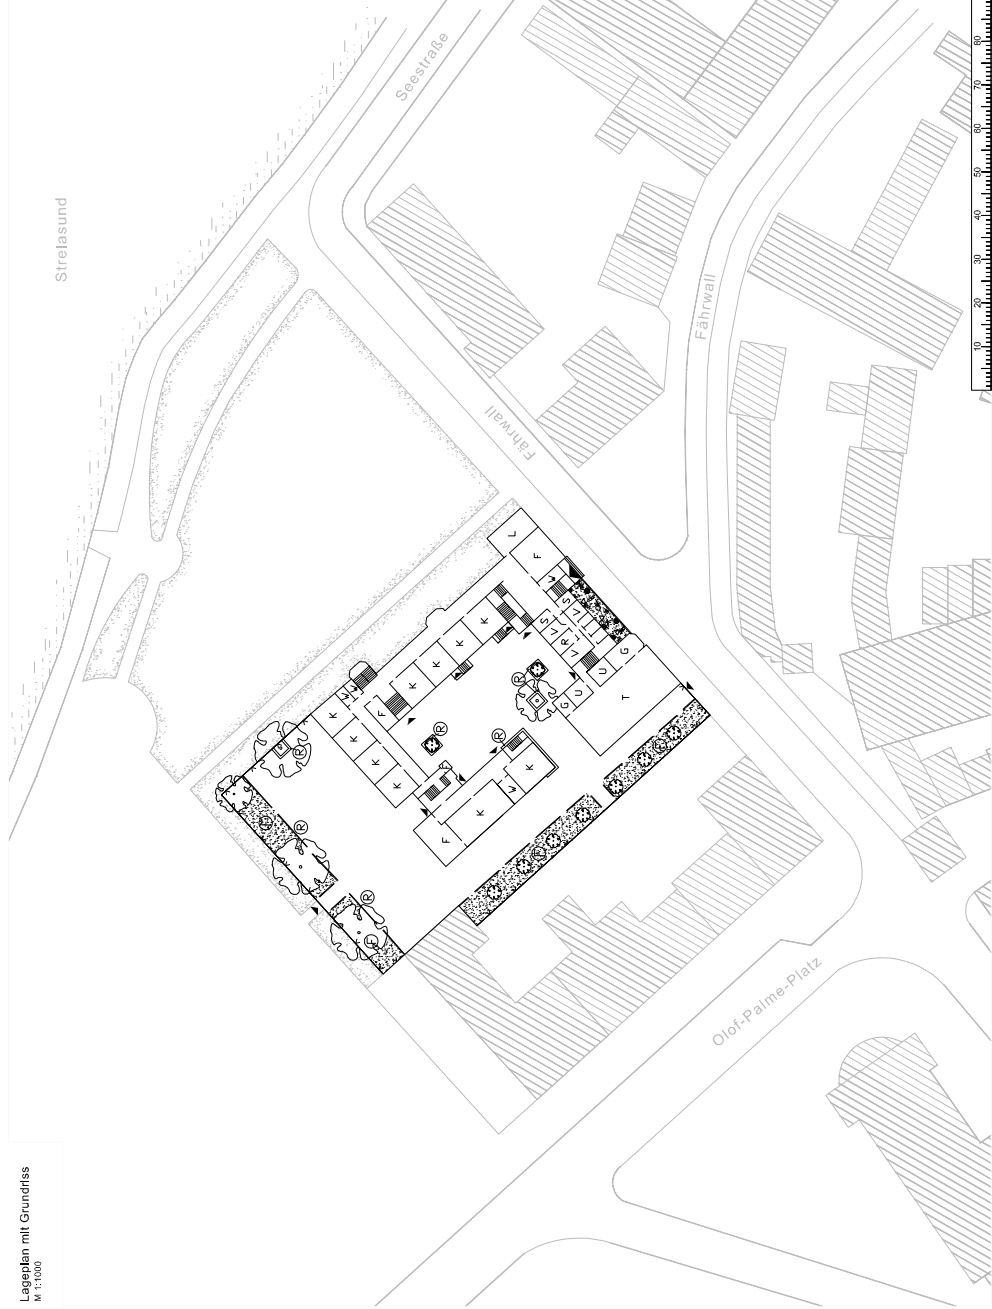 Lageplan mit Grundriss
M 1:1000
Strelasund
Seestraße
Fährwall
Fährwall
Olof-Palme-Platz
10
20
30
40
50
60
70
80
L
F
W
S
V
S
V
R
V
U
G
U
G
T
K
K
K
K
F
W
K
K
K
K
K
W
K
F
R
R
R
R
R
R
F